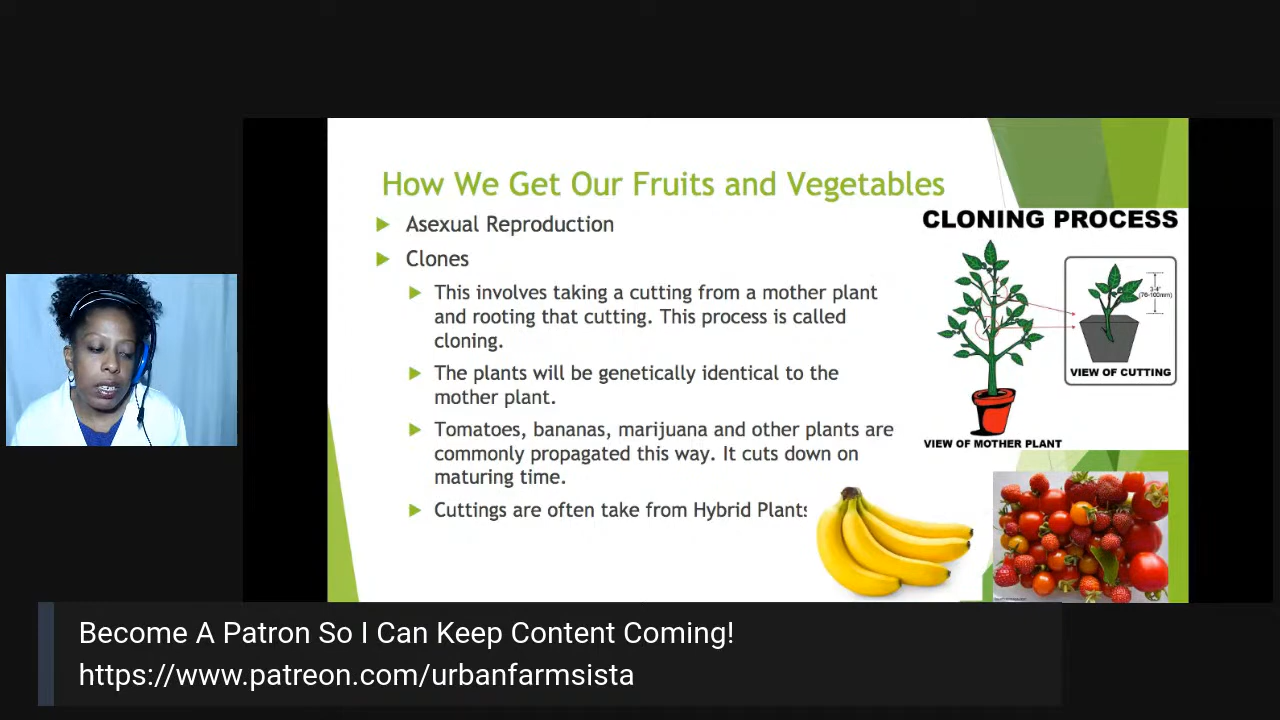 How We Get Our Fruits and Vegetables
Asexual Reproduction
Clones
This involves taking a cutting from a mother plant
and rooting that cutting. This process is called
cloning.
The plants will be genetically identical to the
mother plant.
Tomatoes, bananas, marijuana and other plants are
commonly propagated this way. It cuts down on
maturing time.
Cuttings are often take from Hybrid Plants
CLONING PROCESS
3-4"
(76-100mm)
VIEW OF CUTTING
VIEW OF MOTHER PLANT
Become A Patron So I Can Keep Content Coming!
https://www.patreon.com/urbanfarmsista